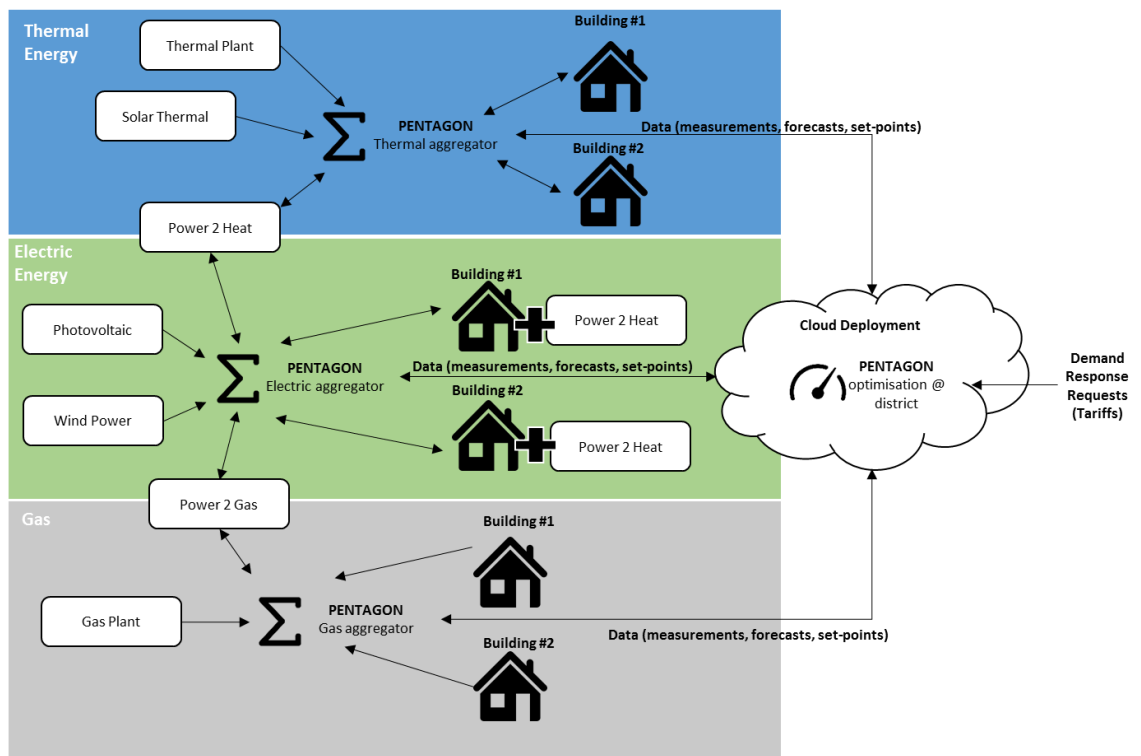 Thermal
Energy
Thermal Plant
Solar Thermal
PENTAGON
Thermal aggregator
Building #1
Data (measurements, forecasts, set-points)
Building #2
Power 2 Heat
Electric
Energy
Photovoltaic
Wind Power
PENTAGON
Electric aggregator
Building #1
Power 2 Heat
Data (measurements, forecasts, set-points)
Building #2
Power 2 Heat
Cloud Deployment
PENTAGON
optimisation @
district
Demand
Response
Requests
(Tariffs)
Power 2 Gas
Gas
Gas Plant
PENTAGON
Gas aggregator
Building #1
Data (measurements, forecasts, set-points)
Building #2